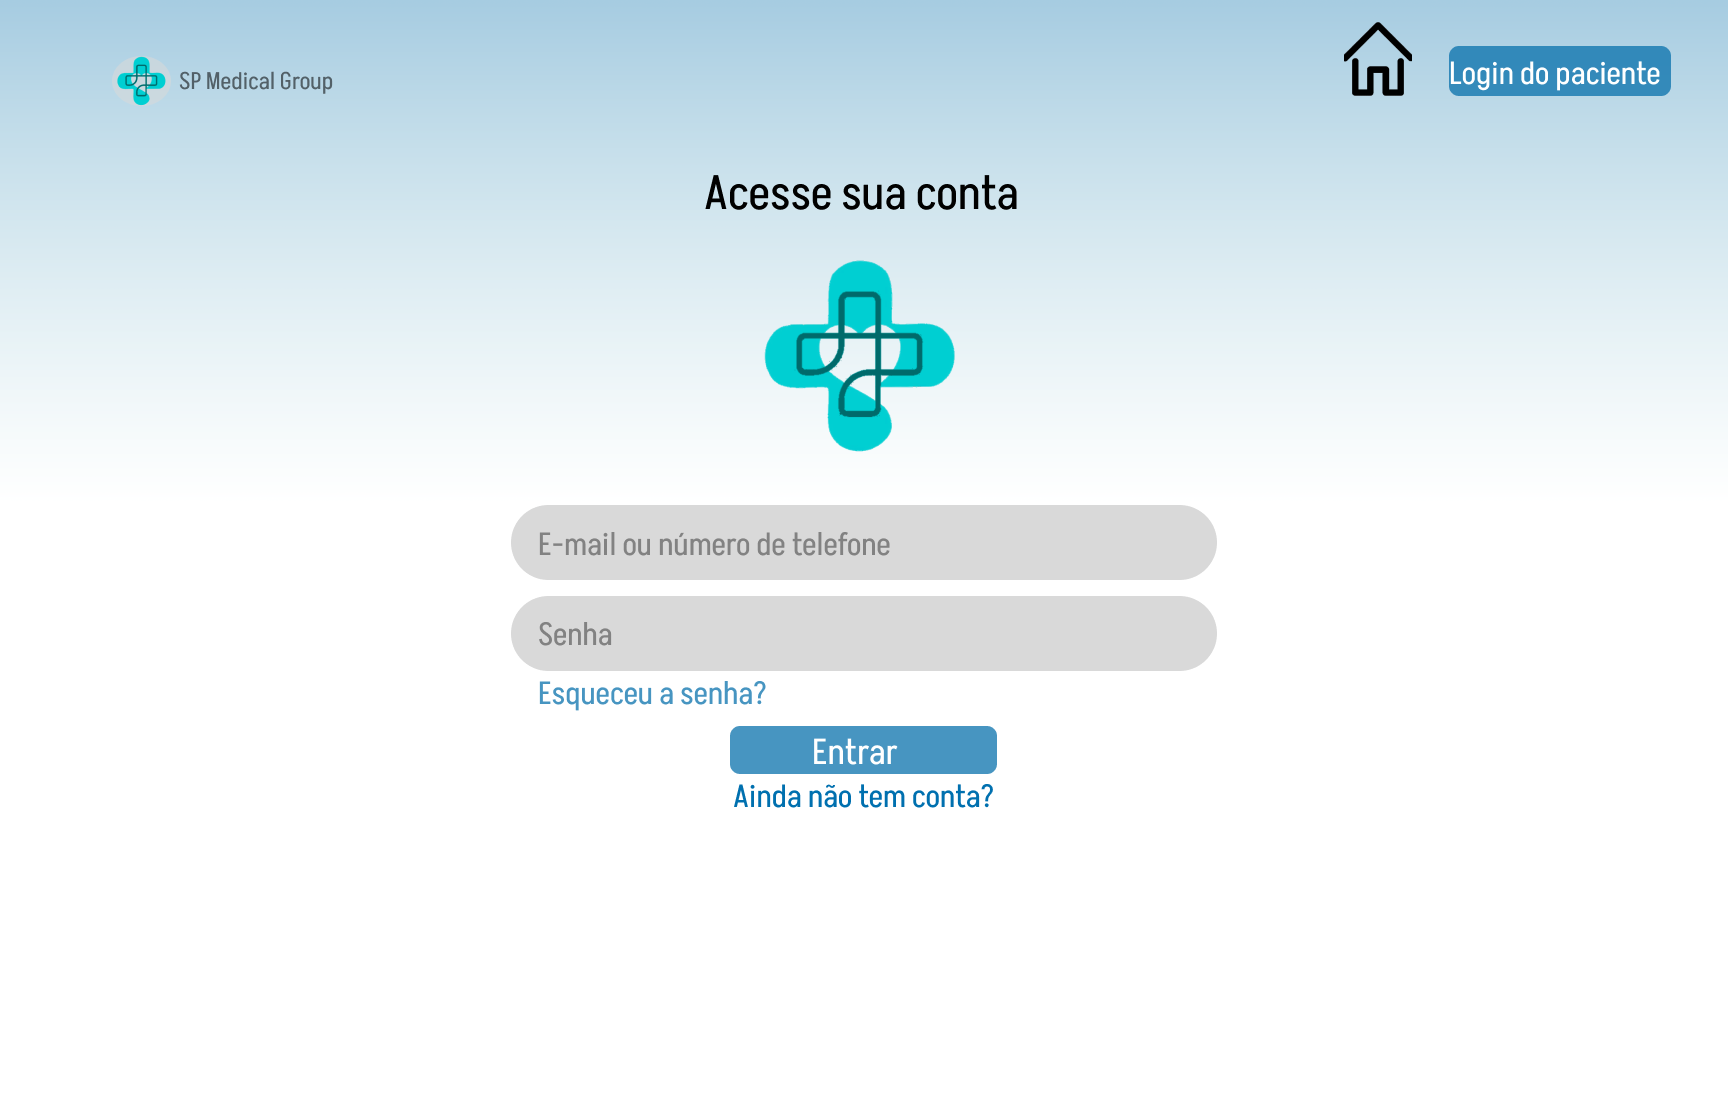 SP Medical Group
Login do paciente
Acesse sua conta
E-mail ou número de telefone
Senha
Esqueceu a senha?
Entrar
Ainda não tem conta?